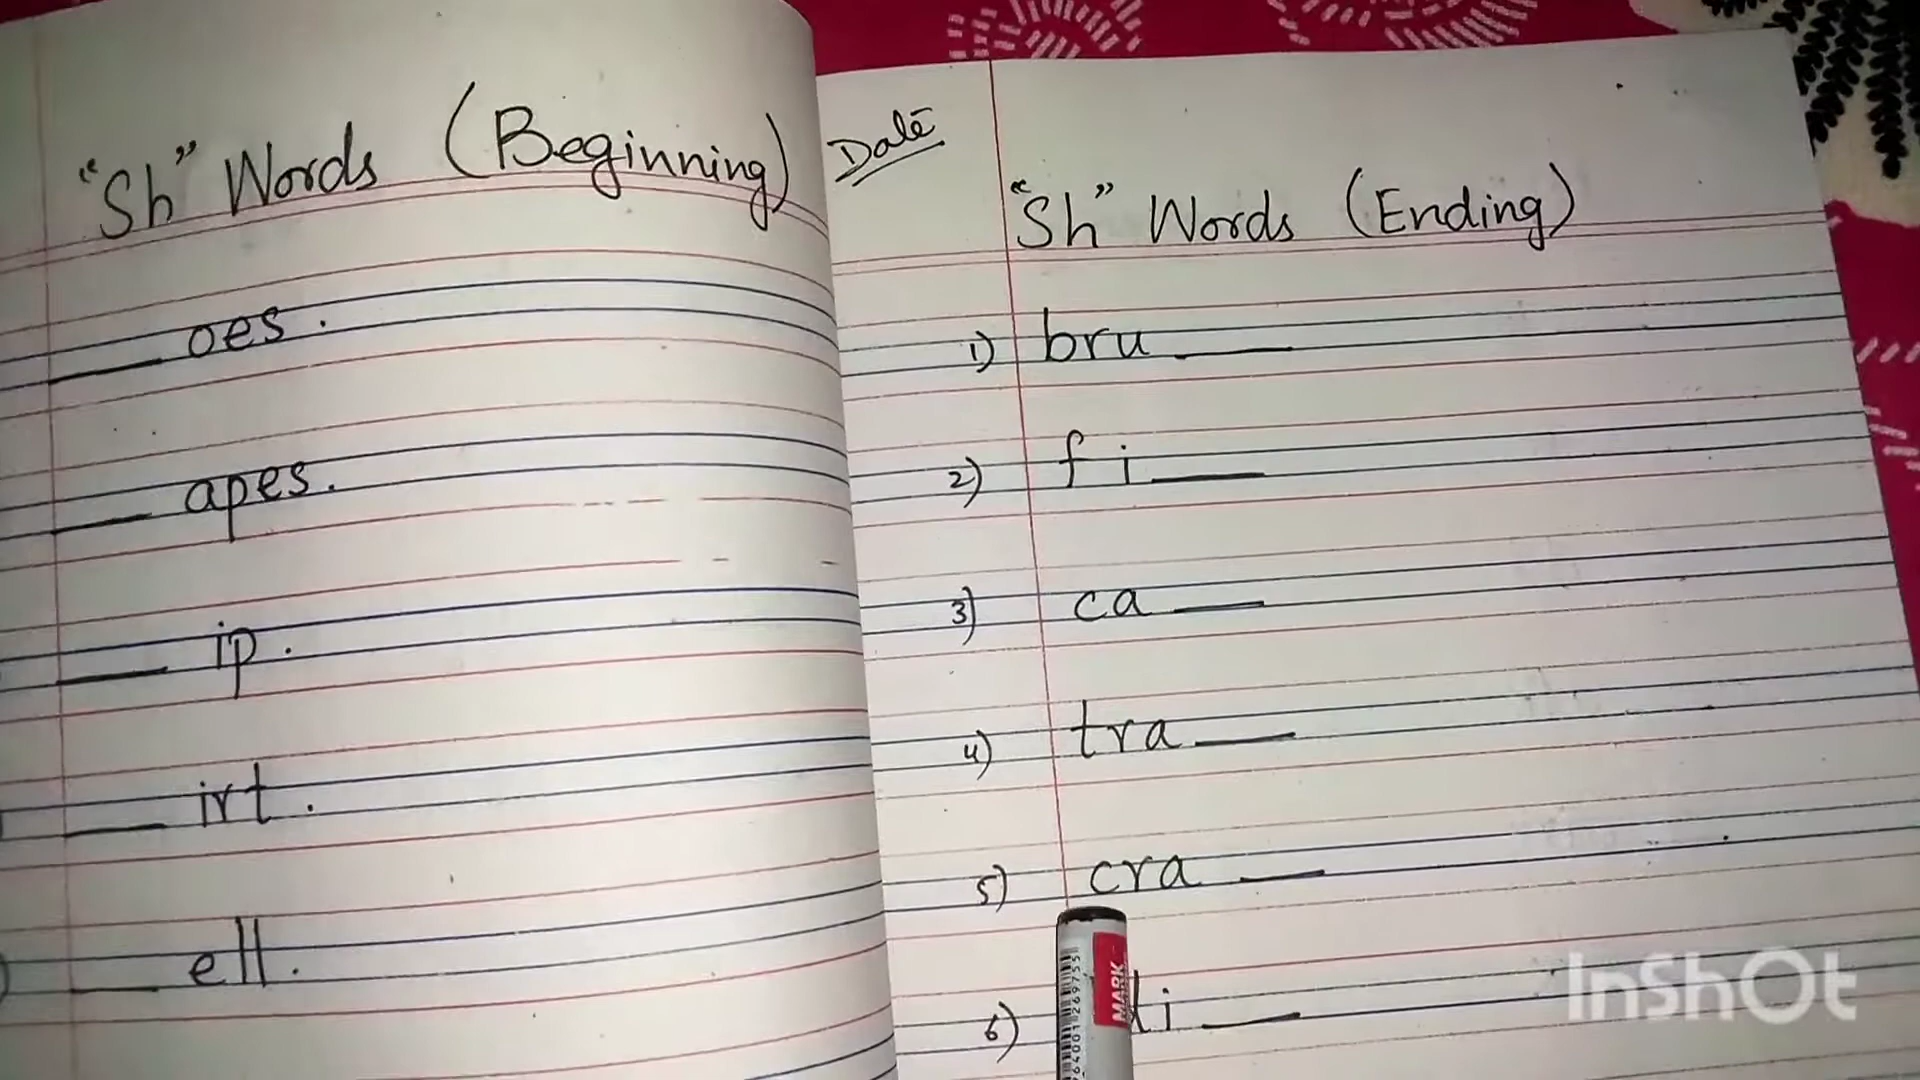 "Sh" Words (Beginning)
___ oes.
___ apes.
___ ip.
___ irt.
___ ell.
Date
"Sh" Words (Ending)
1) bru ___
2) fi ___
3) ca ___
4) tra ___
5) cra ___
6) di ___
MARK
InShOt